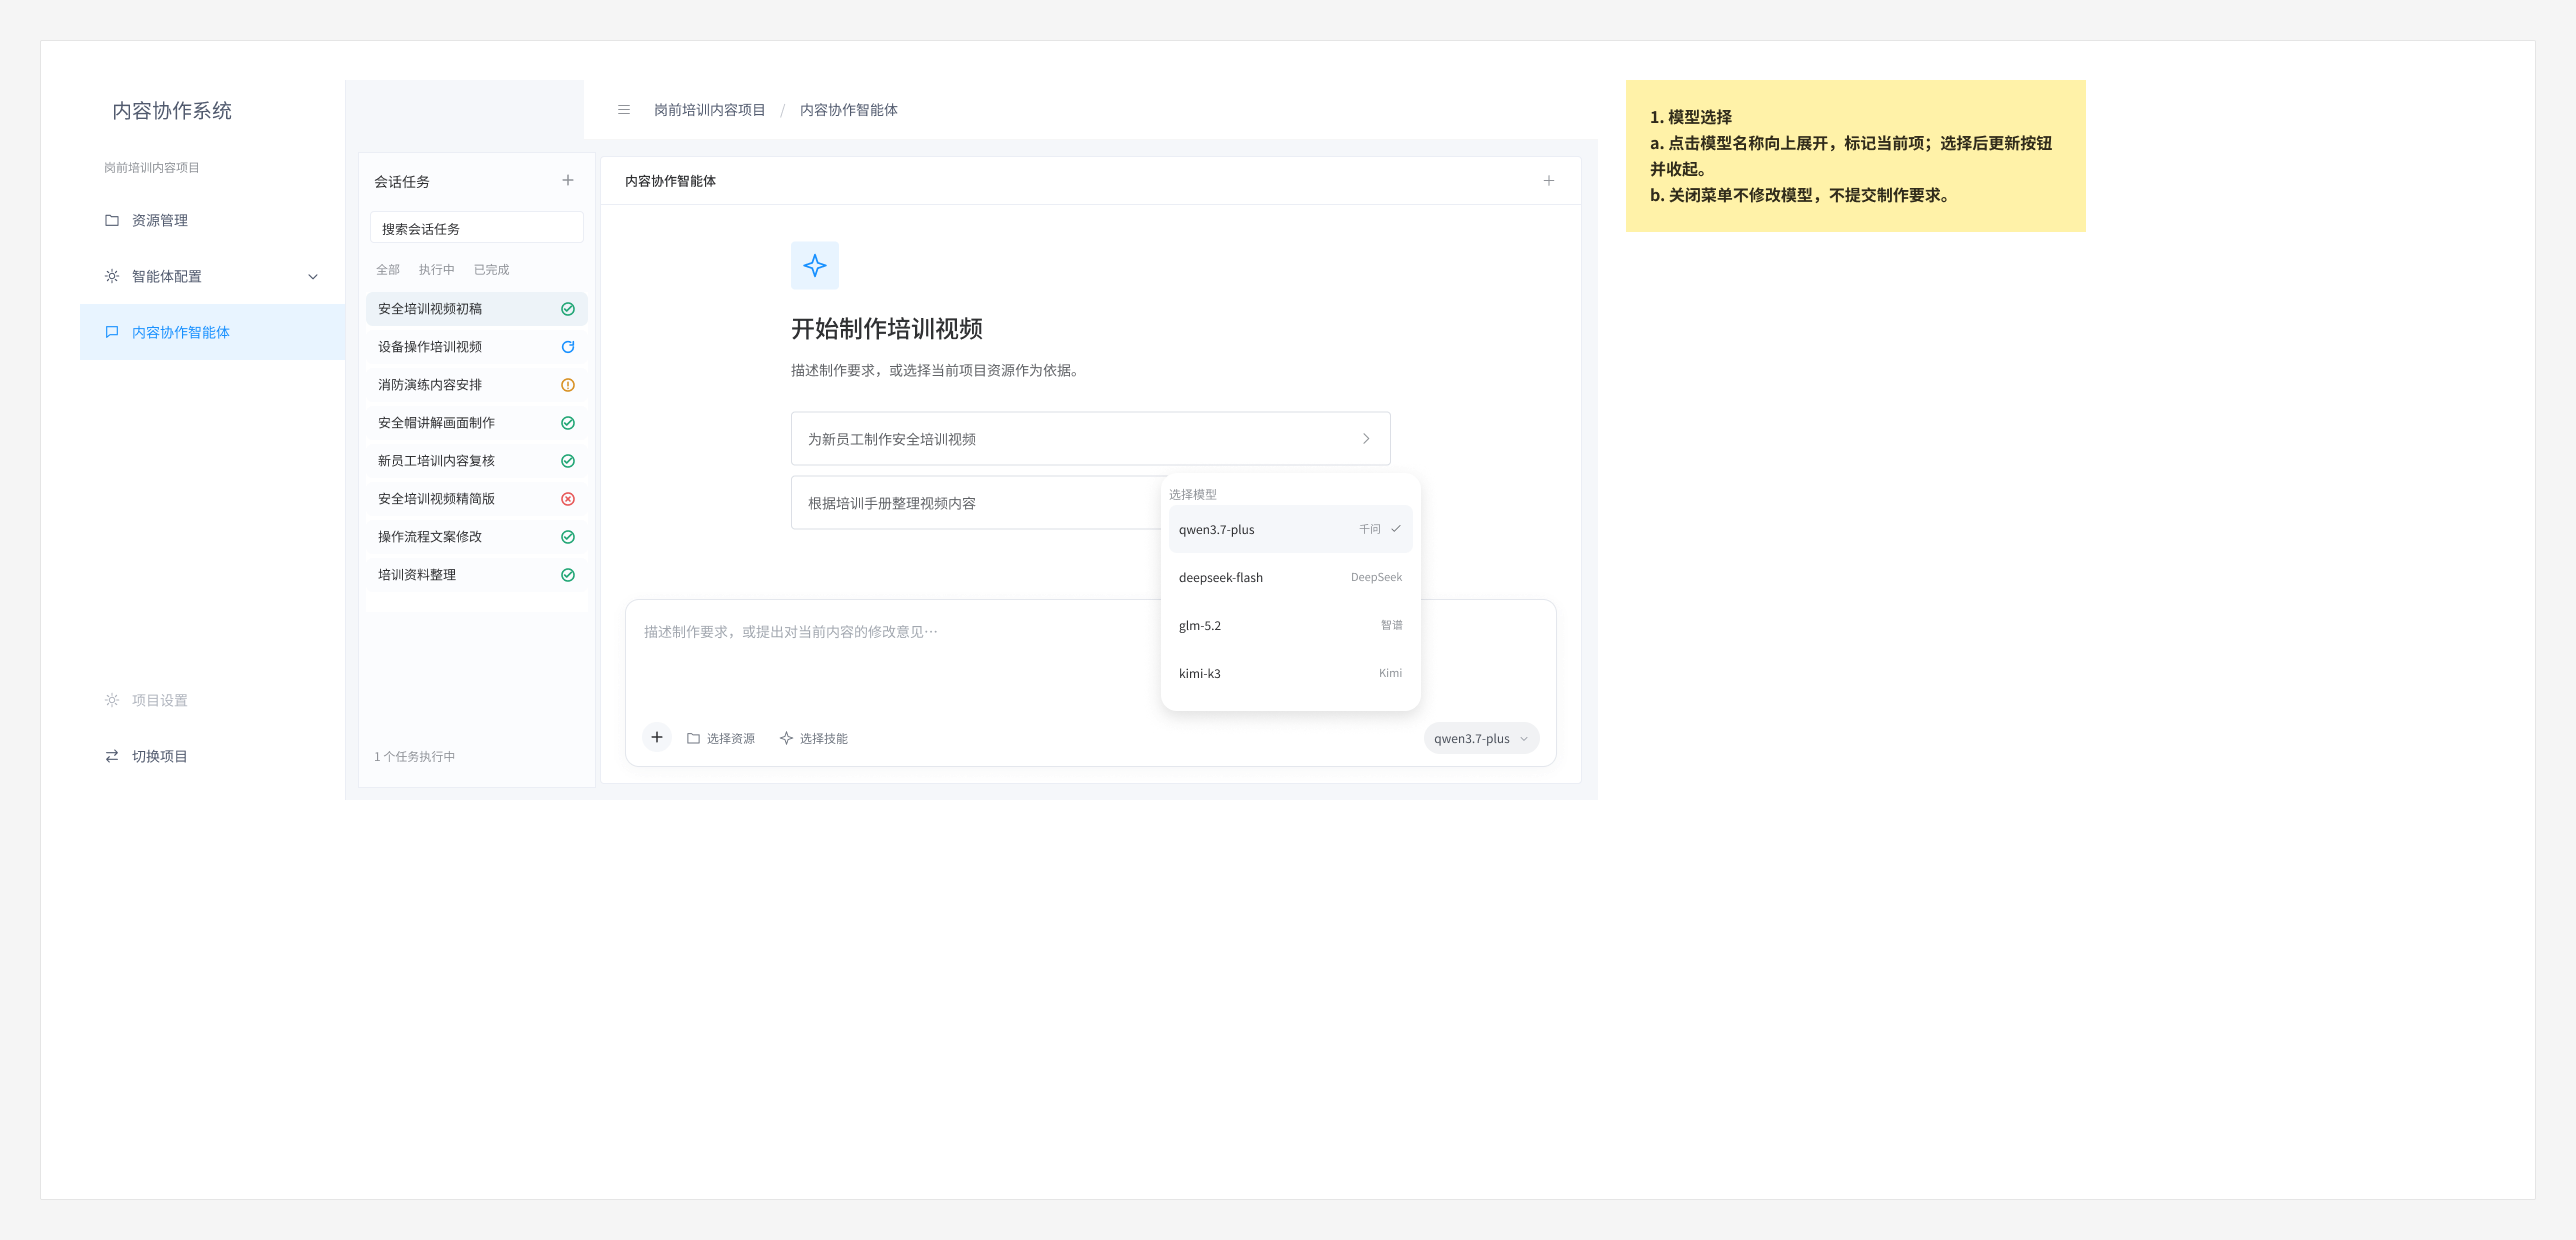 内容协作系统
岗前培训内容项目
资源管理
智能体配置
内容协作智能体
项目设置
切换项目
岗前培训内容项目 / 内容协作智能体
会话任务
搜索会话任务
全部 执行中 已完成
安全培训视频初稿
设备操作培训视频
消防演练内容安排
安全帽讲解画面制作
新员工培训内容复核
安全培训视频精简版
操作流程文案修改
培训资料整理
1 个任务执行中
内容协作智能体
开始制作培训视频
描述制作要求，或选择当前项目资源作为依据。
为新员工制作安全培训视频
根据培训手册整理视频内容
选择模型
qwen3.7-plus 千问
deepseek-flash DeepSeek
glm-5.2 智谱
kimi-k3 Kimi
描述制作要求，或提出对当前内容的修改意见…
选择资源 选择技能 qwen3.7-plus
1. 模型选择
a. 点击模型名称向上展开，标记当前项；选择后更新按钮
并收起。
b. 关闭菜单不修改模型，不提交制作要求。